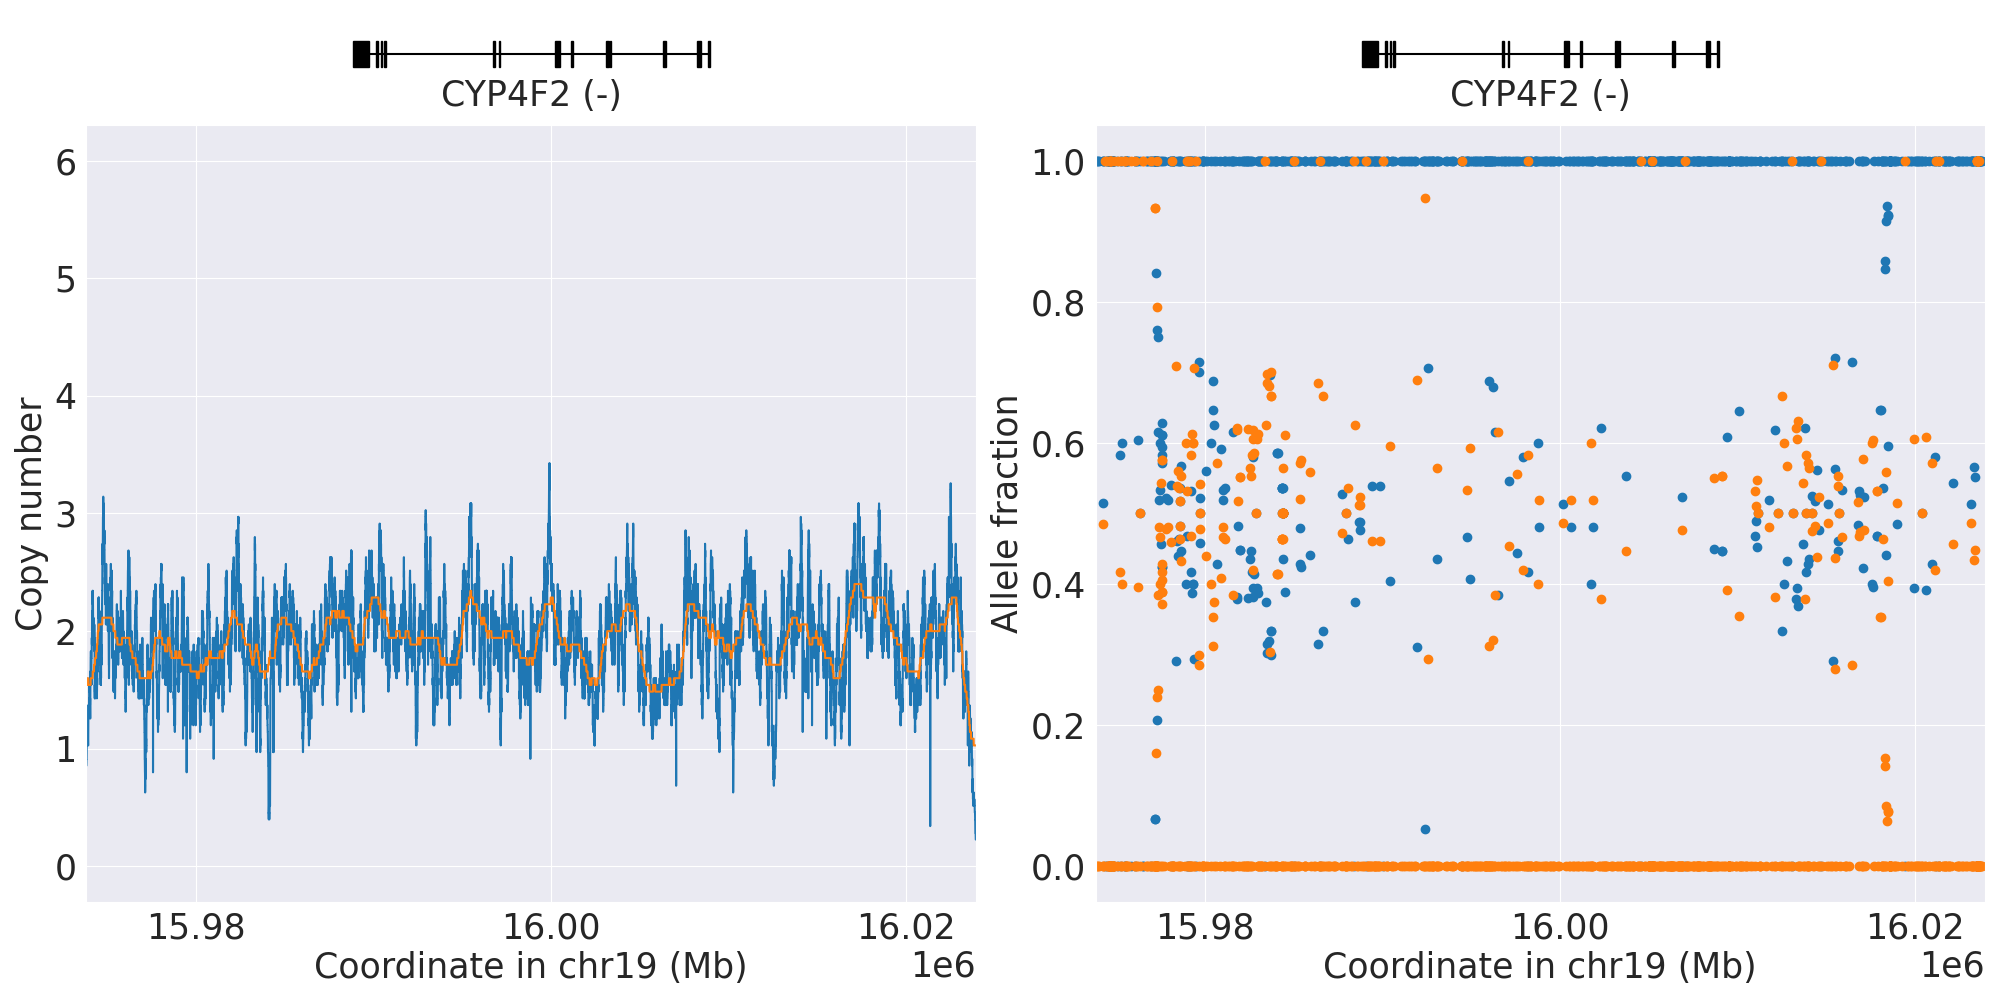 CYP4F2 (-)
6
5
4
3
2
1
0
Copy number
15.98 16.00 16.02
Coordinate in chr19 (Mb) 1e6
CYP4F2 (-)
1.0
0.8
0.6
0.4
0.2
0.0
Allele fraction
15.98 16.00 16.02
Coordinate in chr19 (Mb) 1e6